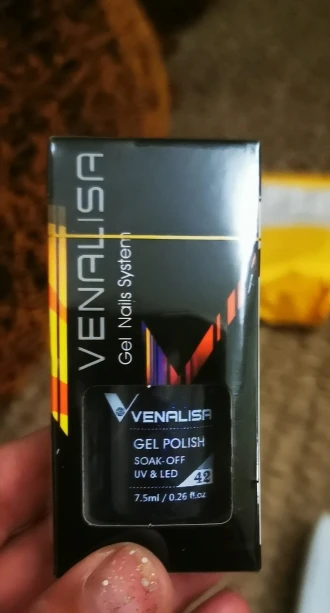 VENALISA
Gel Nails System
VENALISA
GEL POLISH
SOAK-OFF
UV & LED
42
7.5ml / 0.26 fl.oz